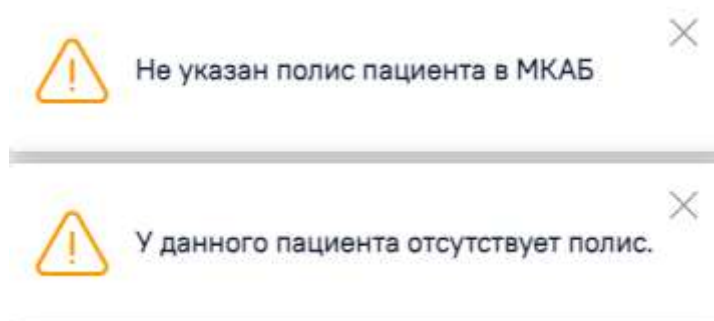 Не указан полис пациента в МКАБ
У данного пациента отсутствует полис.